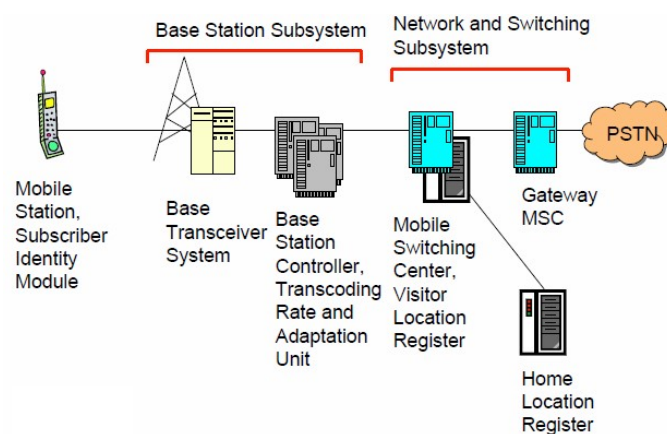 Base Station Subsystem
Network and Switching
Subsystem
PSTN
Mobile
Station,
Subscriber
Identity
Module
Base
Transceiver
System
Base
Station
Controller,
Transcoding
Rate and
Adaptation
Unit
Mobile
Switching
Center,
Visitor
Location
Register
Gateway
MSC
Home
Location
Register